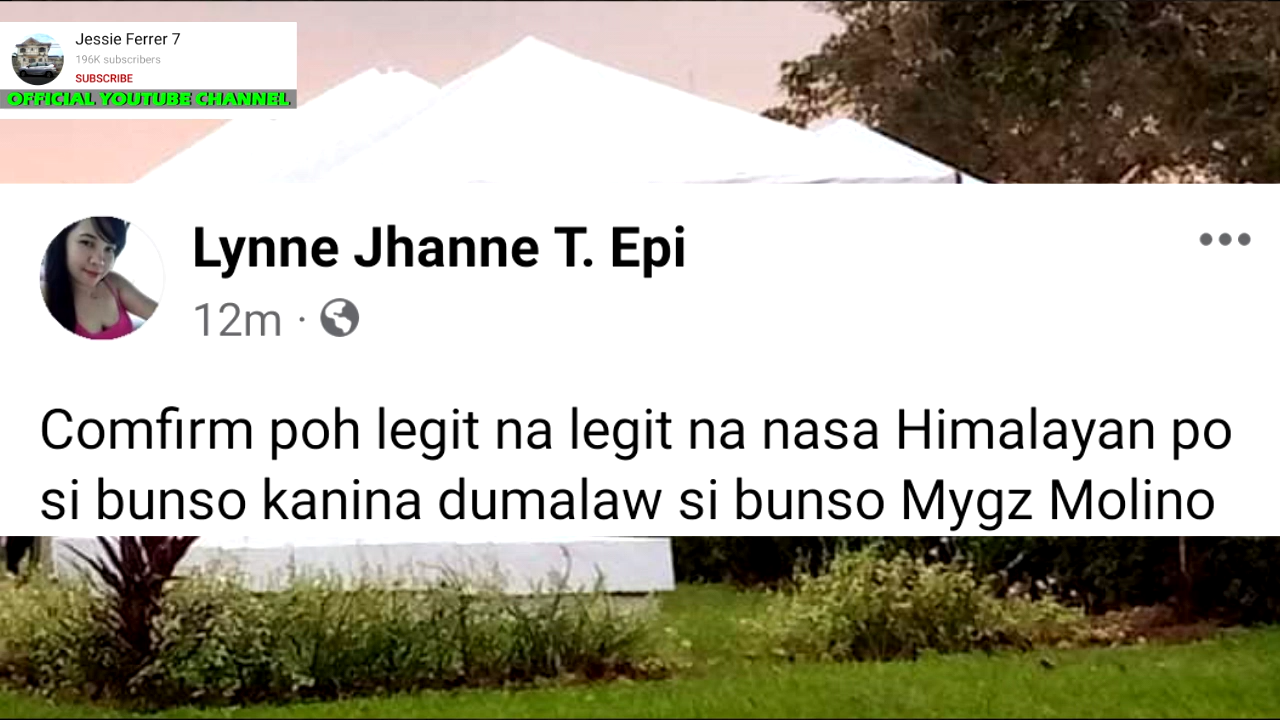 Jessie Ferrer 7
196K subscribers
SUBSCRIBE
OFFICIAL YOUTUBE CHANNEL
Lynne Jhanne T. Epi
12m ·
Comfirm poh legit na legit na nasa Himalayan po
si bunso kanina dumalaw si bunso Mygz Molino